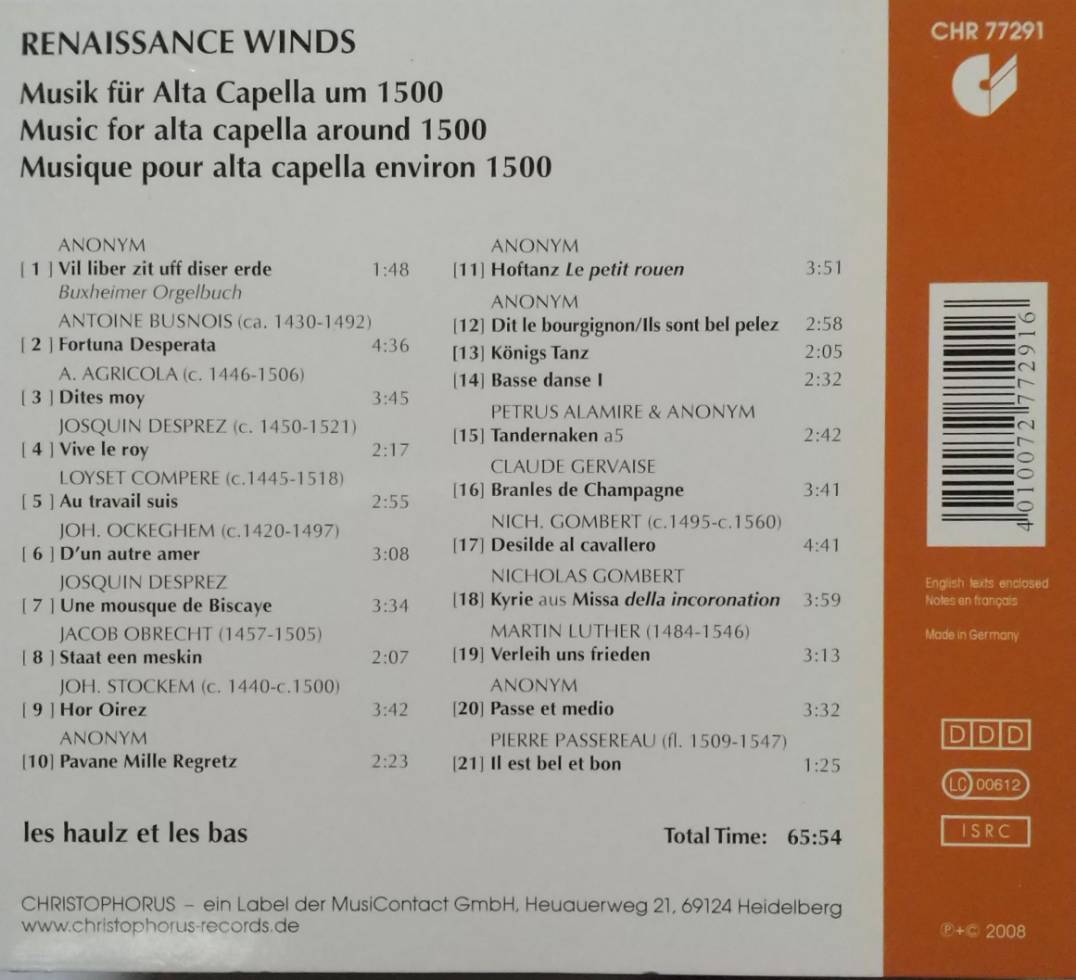 RENAISSANCE WINDS
Musik für Alta Capella um 1500
Music for alta capella around 1500
Musique pour alta capella environ 1500
ANONYM
[ 1 ] Vil liber zit uff diser erde 1:48
Buxheimer Orgelbuch
ANTOINE BUSNOIS (ca. 1430-1492)
[ 2 ] Fortuna Desperata 4:36
A. AGRICOLA (c. 1446-1506)
[ 3 ] Dites moy 3:45
JOSQUIN DESPREZ (c. 1450-1521)
[ 4 ] Vive le roy 2:17
LOYSET COMPERE (c.1445-1518)
[ 5 ] Au travail suis 2:55
JOH. OCKEGHEM (c.1420-1497)
[ 6 ] D'un autre amer 3:08
JOSQUIN DESPREZ
[ 7 ] Une mousque de Biscaye 3:34
JACOB OBRECHT (1457-1505)
[ 8 ] Staat een meskin 2:07
JOH. STOCKEM (c. 1440-c.1500)
[ 9 ] Hor Oirez 3:42
ANONYM
[10] Pavane Mille Regretz 2:23
ANONYM
[11] Hoftanz Le petit rouen 3:51
ANONYM
[12] Dit le bourgignon/Ils sont bel pelez 2:58
[13] Königs Tanz 2:05
[14] Basse danse I 2:32
PETRUS ALAMIRE & ANONYM
[15] Tandernaken a5 2:42
CLAUDE GERVAISE
[16] Branles de Champagne 3:41
NICH. GOMBERT (c.1495-c.1560)
[17] Desilde al cavallero 4:41
NICHOLAS GOMBERT
[18] Kyrie aus Missa della incoronation 3:59
MARTIN LUTHER (1484-1546)
[19] Verleih uns frieden 3:13
ANONYM
[20] Passe et medio 3:32
PIERRE PASSEREAU (fl. 1509-1547)
[21] Il est bel et bon 1:25
les haulz et les bas
Total Time: 65:54
CHRISTOPHORUS – ein Label der MusiContact GmbH, Heuauerweg 21, 69124 Heidelberg
www.christophorus-records.de
CHR 77291
4 010072 772916
English texts enclosed
Notes en français
Made in Germany
DDD
LC 00612
ISRC
℗+© 2008